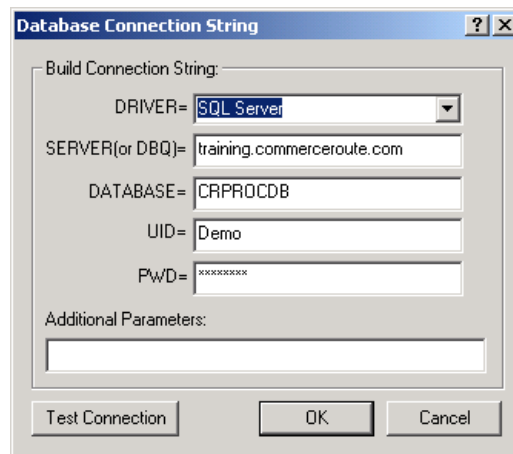 Database Connection String
Build Connection String:
DRIVER= SQL Server
SERVER(or DBQ)= training.commerceroute.com
DATABASE= CRPROCDB
UID= Demo
PWD= ********
Additional Parameters:
Test Connection OK Cancel